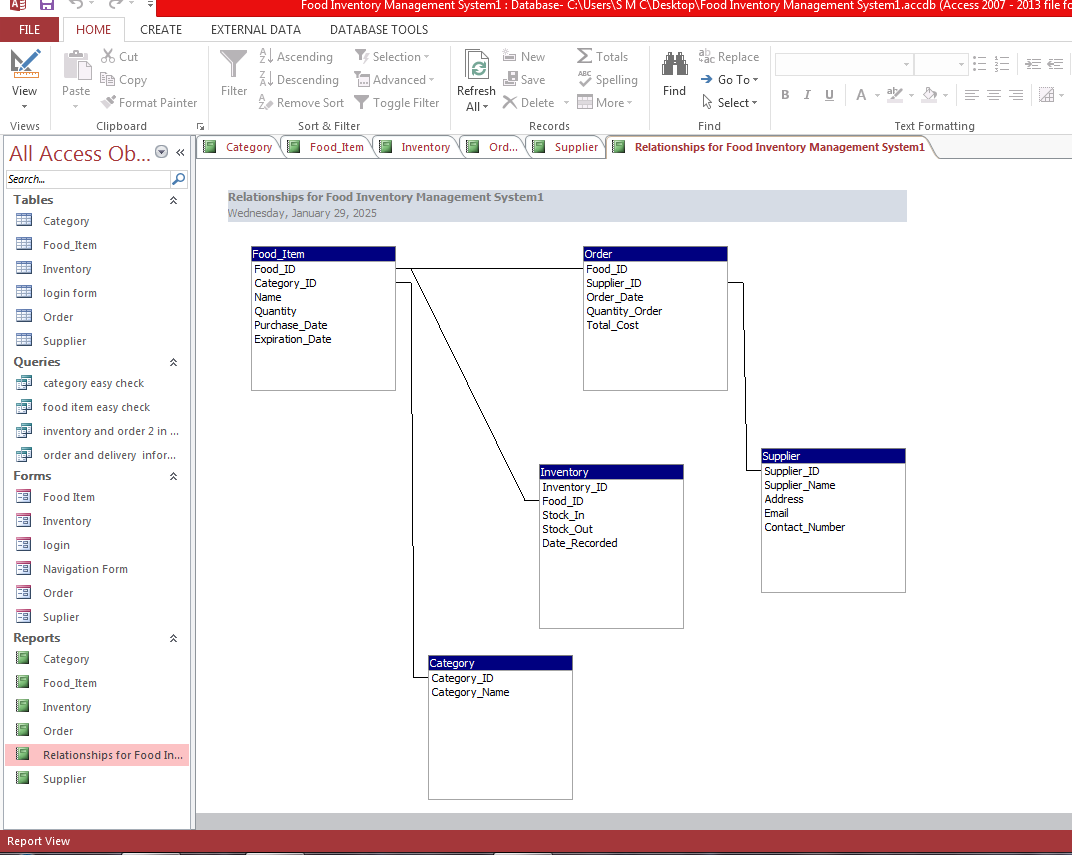 Food Inventory Management System1 : Database- C:\Users\S M C\Desktop\Food Inventory Management System1.accdb (Access 2007 - 2013 file fo
FILE HOME CREATE EXTERNAL DATA DATABASE TOOLS
View
Views
Paste
Cut
Copy
Format Painter
Clipboard
Filter
Ascending
Descending
Remove Sort
Selection
Advanced
Toggle Filter
Sort & Filter
Refresh
All
New
Save
Delete
Totals
Spelling
More
Records
Find
Replace
Go To
Select
Find
B I U A
Text Formatting
All Access Ob...
Search...
Tables
Category
Food_Item
Inventory
login form
Order
Supplier
Queries
category easy check
food item easy check
inventory and order 2 in ...
order and delivery infor...
Forms
Food Item
Inventory
login
Navigation Form
Order
Suplier
Reports
Category
Food_Item
Inventory
Order
Relationships for Food In...
Supplier
Category Food_Item Inventory Ord... Supplier Relationships for Food Inventory Management System1
Relationships for Food Inventory Management System1
Wednesday, January 29, 2025
Food_Item
Food_ID
Category_ID
Name
Quantity
Purchase_Date
Expiration_Date
Order
Food_ID
Supplier_ID
Order_Date
Quantity_Order
Total_Cost
Inventory
Inventory_ID
Food_ID
Stock_In
Stock_Out
Date_Recorded
Supplier
Supplier_ID
Supplier_Name
Address
Email
Contact_Number
Category
Category_ID
Category_Name
Report View